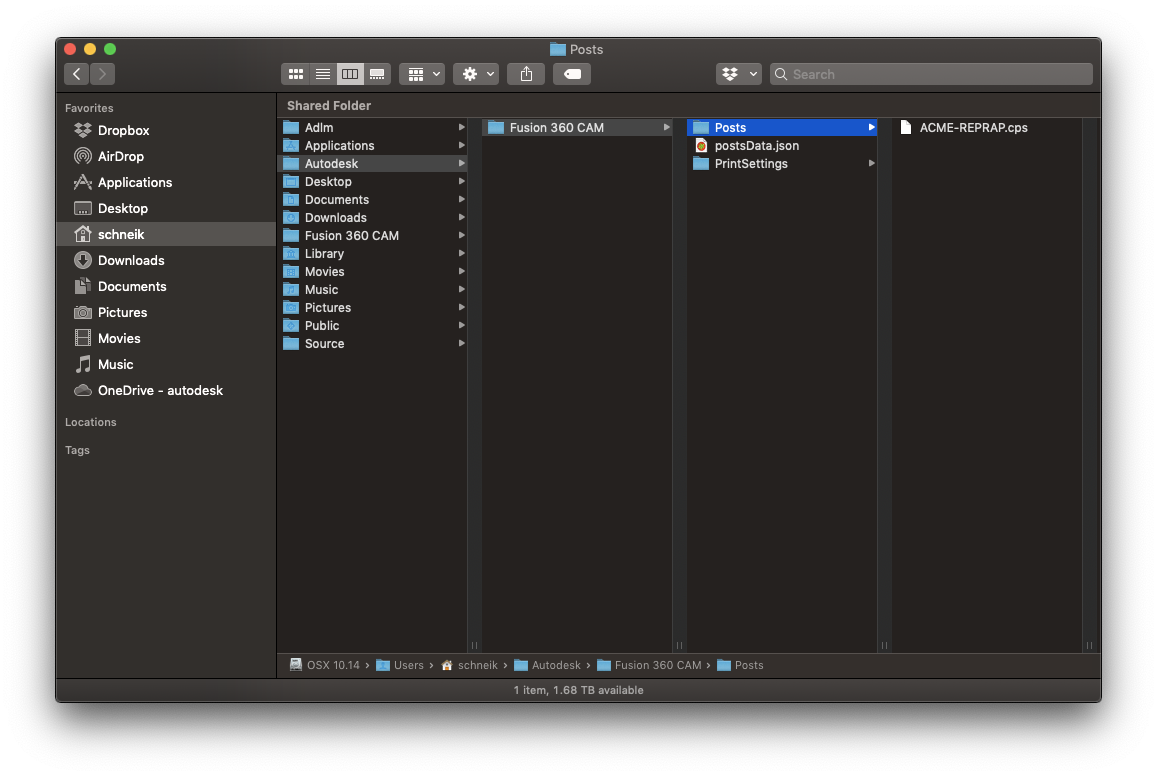 Posts
Search
Favorites
Dropbox
AirDrop
Applications
Desktop
schneik
Downloads
Documents
Pictures
Movies
Music
OneDrive - autodesk
Locations
Tags
Shared Folder
Adlm
Applications
Autodesk
Desktop
Documents
Downloads
Fusion 360 CAM
Library
Movies
Music
Pictures
Public
Source
Fusion 360 CAM
Posts
postsData.json
PrintSettings
ACME-REPRAP.cps
OSX 10.14 › Users › schneik › Autodesk › Fusion 360 CAM › Posts
1 item, 1.68 TB available